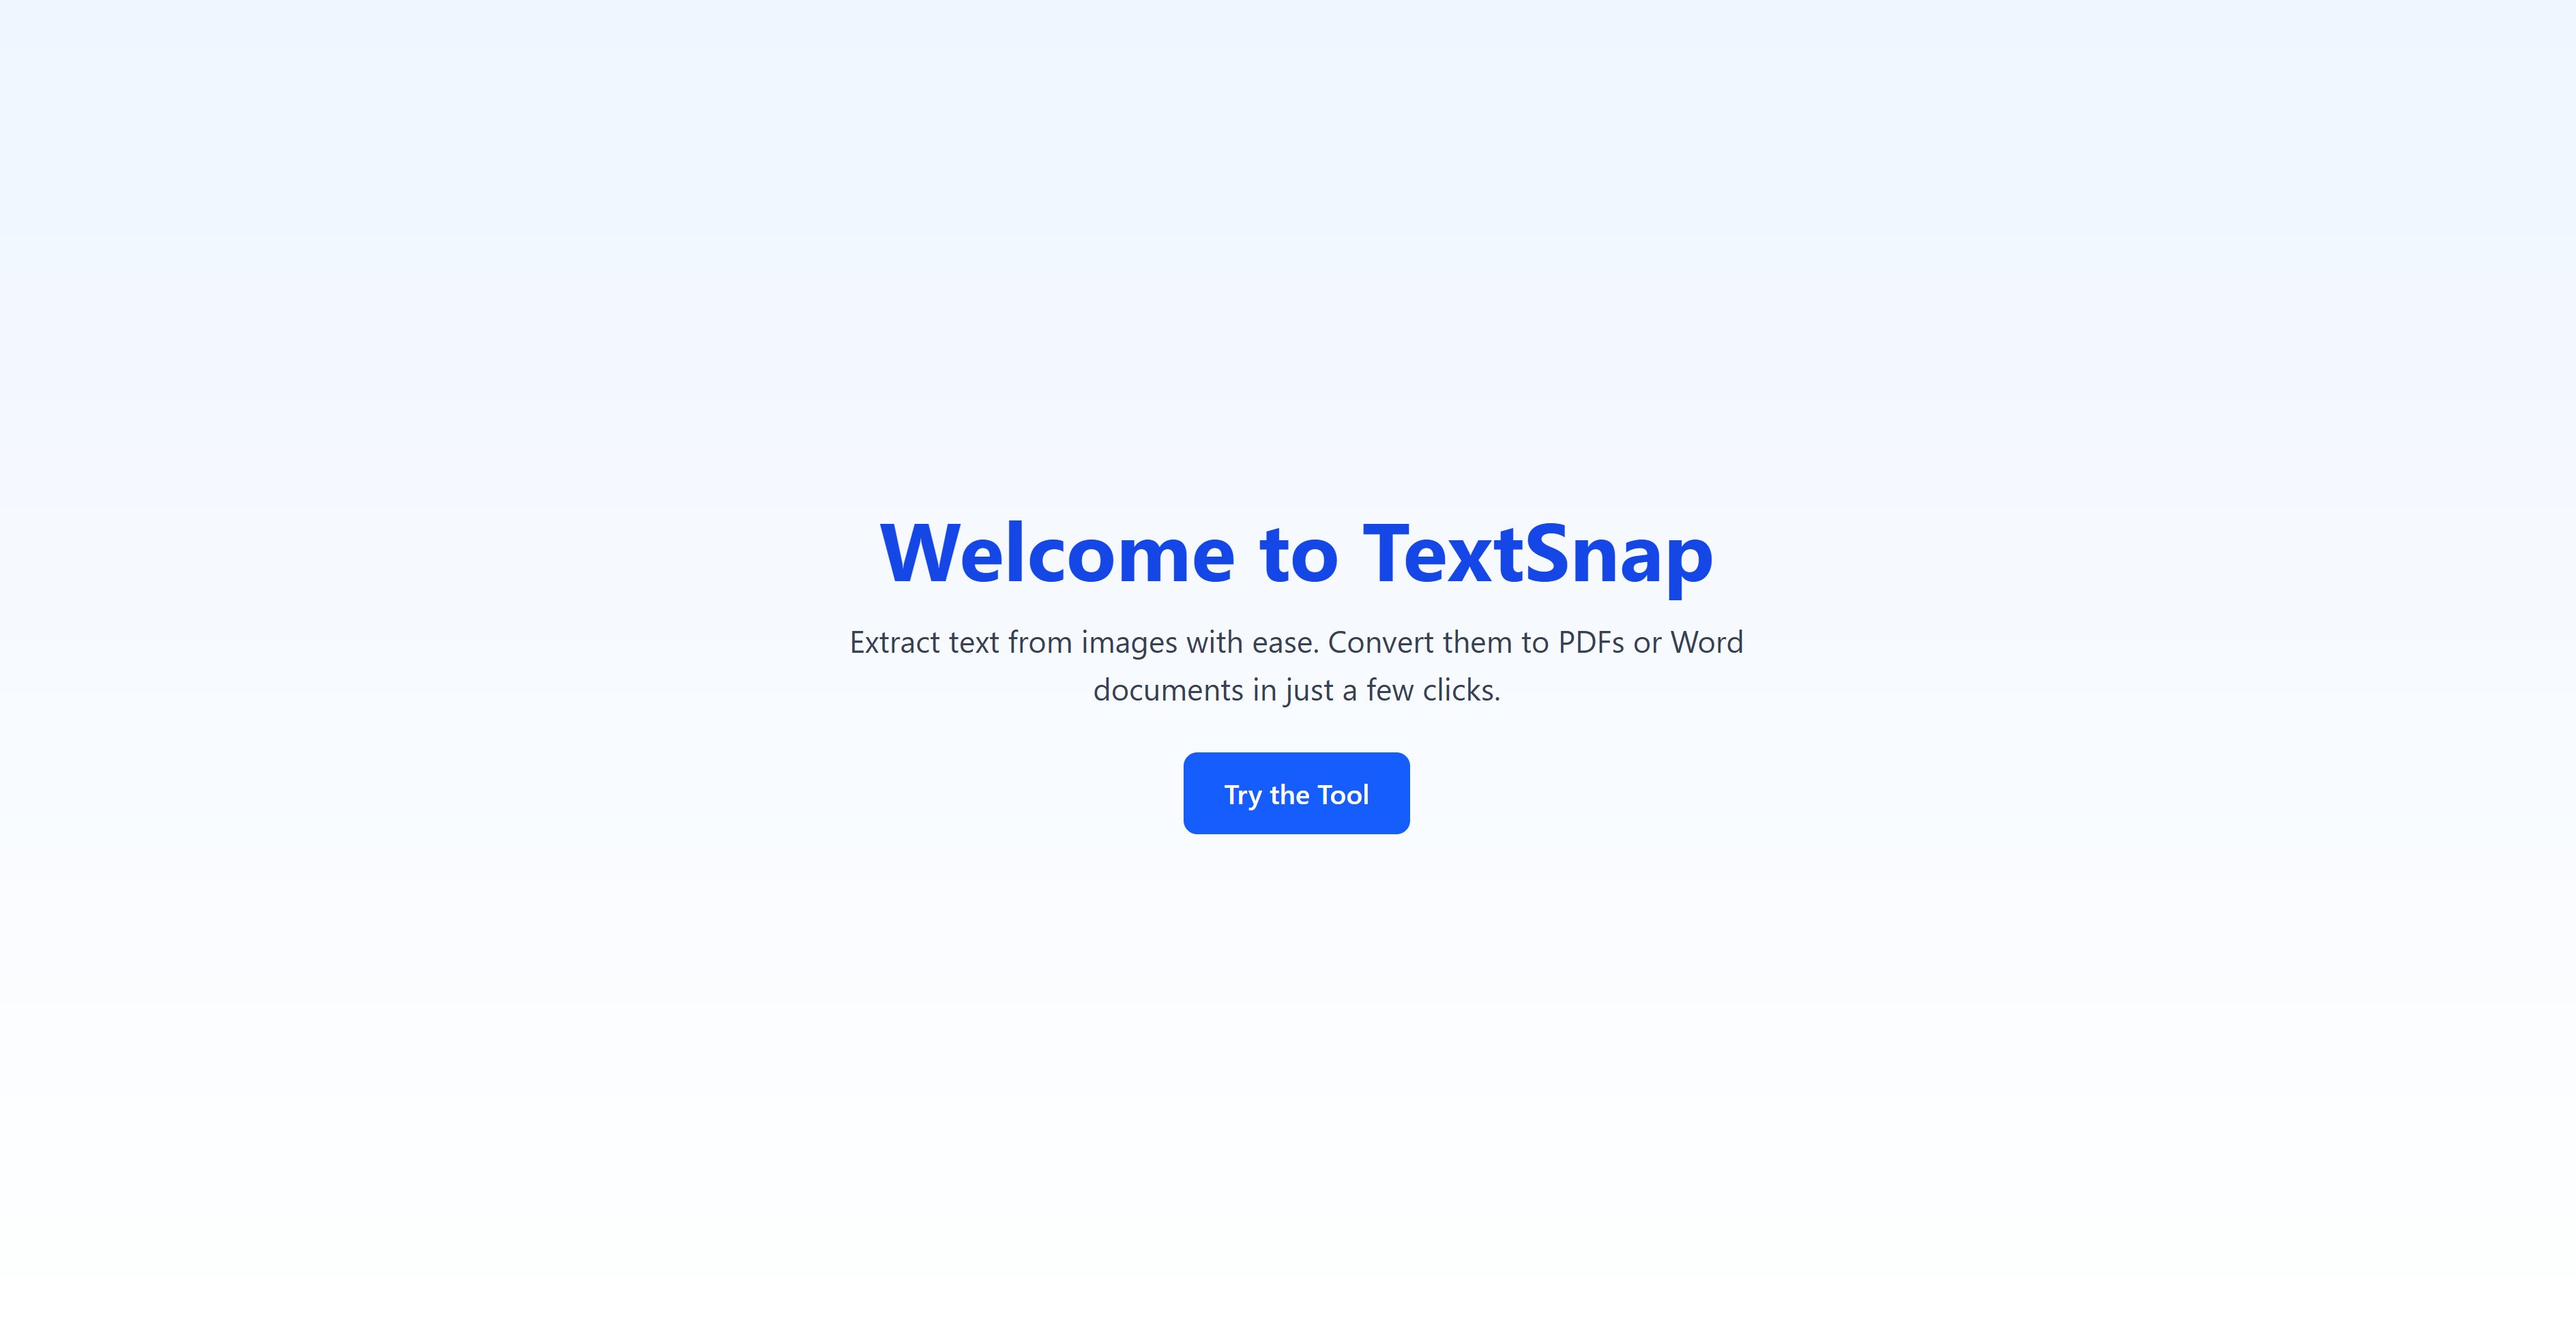 Welcome to TextSnap
Extract text from images with ease. Convert them to PDFs or Word
documents in just a few clicks.
Try the Tool